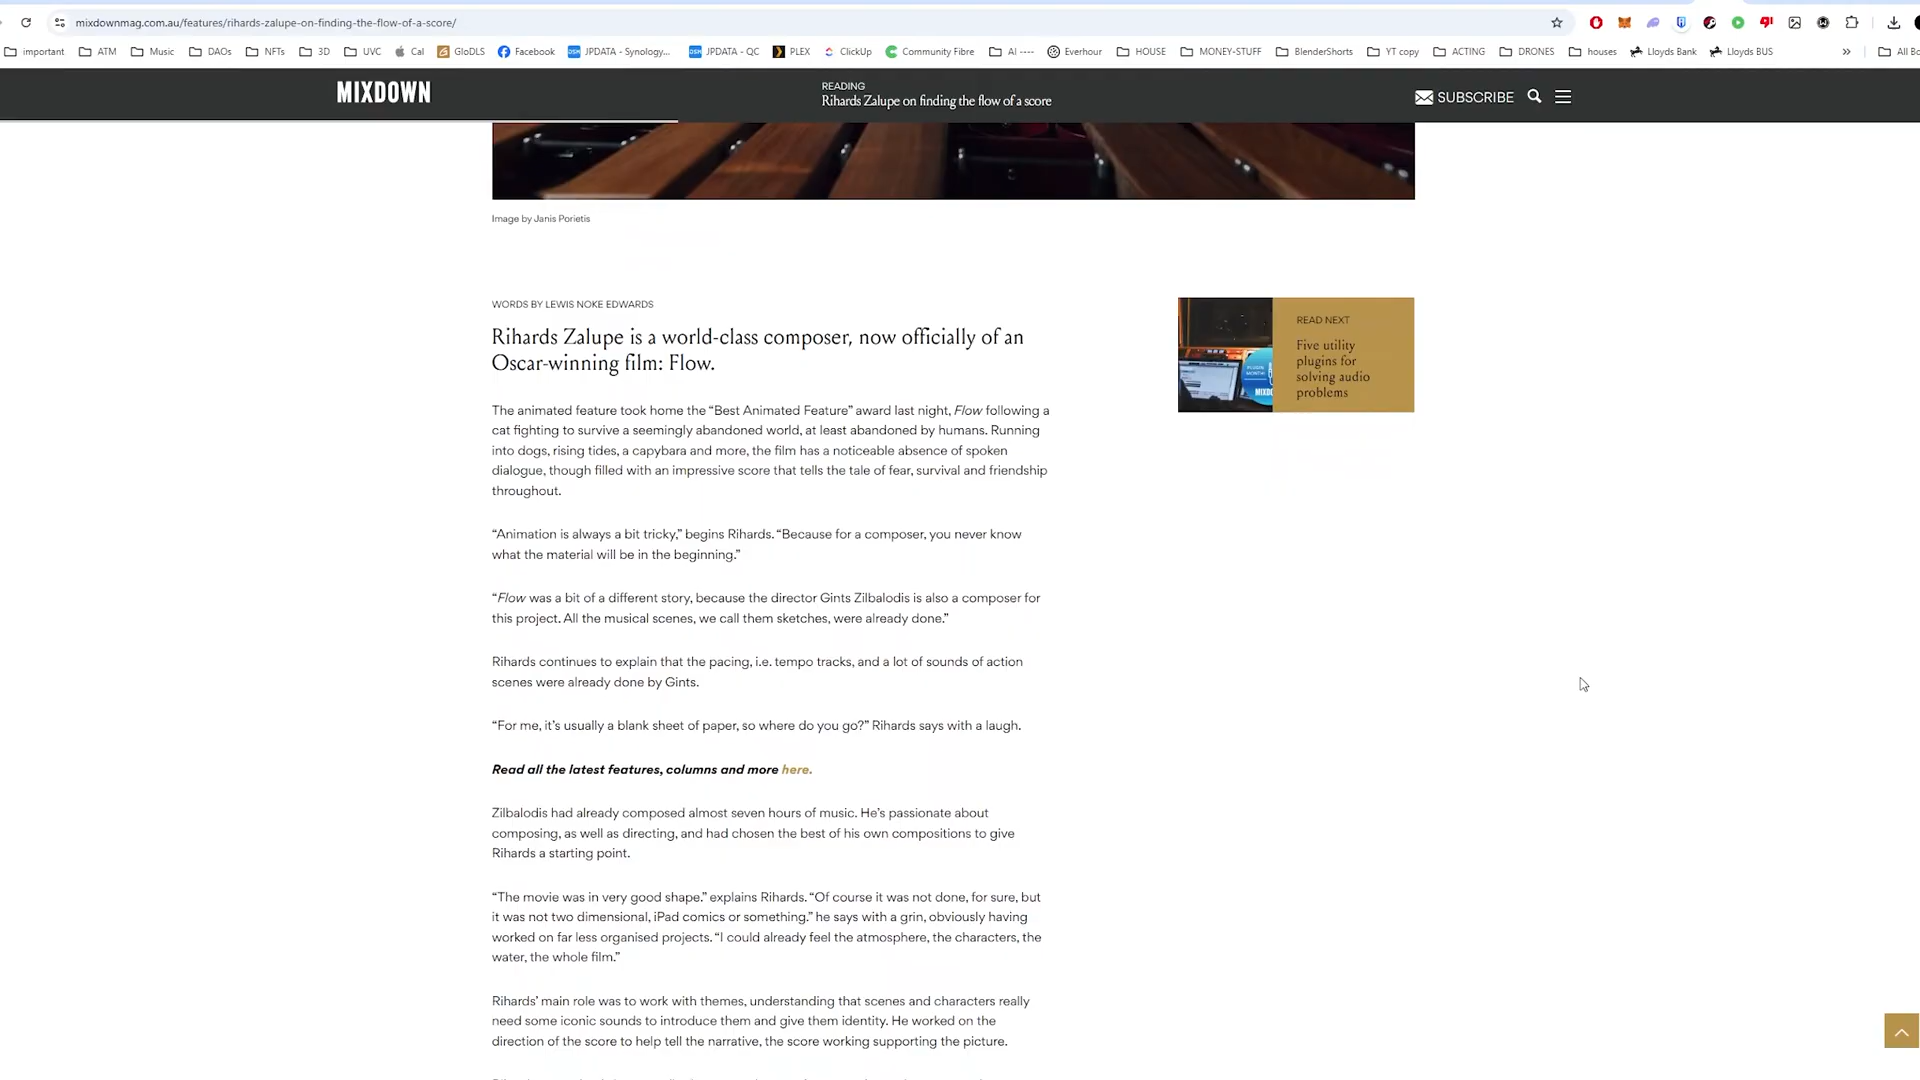 mixdownmag.com.au/features/rihards-zalupe-on-finding-the-flow-of-a-score/
important ATM Music DAOs NFTs 3D UVC Cal GloDLS Facebook JPDATA - Synology... JPDATA - QC PLEX ClickUp Community Fibre AI ---- Everhour HOUSE MONEY-STUFF BlenderShorts YT copy ACTING DRONES houses Lloyds Bank Lloyds BUS » All Bo
MIXDOWN
READING
Rihards Zalupe on finding the flow of a score
SUBSCRIBE
Image by Janis Porietis
WORDS BY LEWIS NOKE EDWARDS
Rihards Zalupe is a world-class composer, now officially of an
Oscar-winning film: Flow.
The animated feature took home the “Best Animated Feature” award last night, Flow following a
cat fighting to survive a seemingly abandoned world, at least abandoned by humans. Running
into dogs, rising tides, a capybara and more, the film has a noticeable absence of spoken
dialogue, though filled with an impressive score that tells the tale of fear, survival and friendship
throughout.
“Animation is always a bit tricky,” begins Rihards. “Because for a composer, you never know
what the material will be in the beginning.”
“Flow was a bit of a different story, because the director Gints Zilbalodis is also a composer for
this project. All the musical scenes, we call them sketches, were already done.”
Rihards continues to explain that the pacing, i.e. tempo tracks, and a lot of sounds of action
scenes were already done by Gints.
“For me, it’s usually a blank sheet of paper, so where do you go?” Rihards says with a laugh.
Read all the latest features, columns and more here.
Zilbalodis had already composed almost seven hours of music. He’s passionate about
composing, as well as directing, and had chosen the best of his own compositions to give
Rihards a starting point.
“The movie was in very good shape.” explains Rihards. “Of course it was not done, for sure, but
it was not two dimensional, iPad comics or something.” he says with a grin, obviously having
worked on far less organised projects. “I could already feel the atmosphere, the characters, the
water, the whole film.”
Rihards’ main role was to work with themes, understanding that scenes and characters really
need some iconic sounds to introduce them and give them identity. He worked on the
direction of the score to help tell the narrative, the score working supporting the picture.
READ NEXT
Five utility
plugins for
solving audio
problems